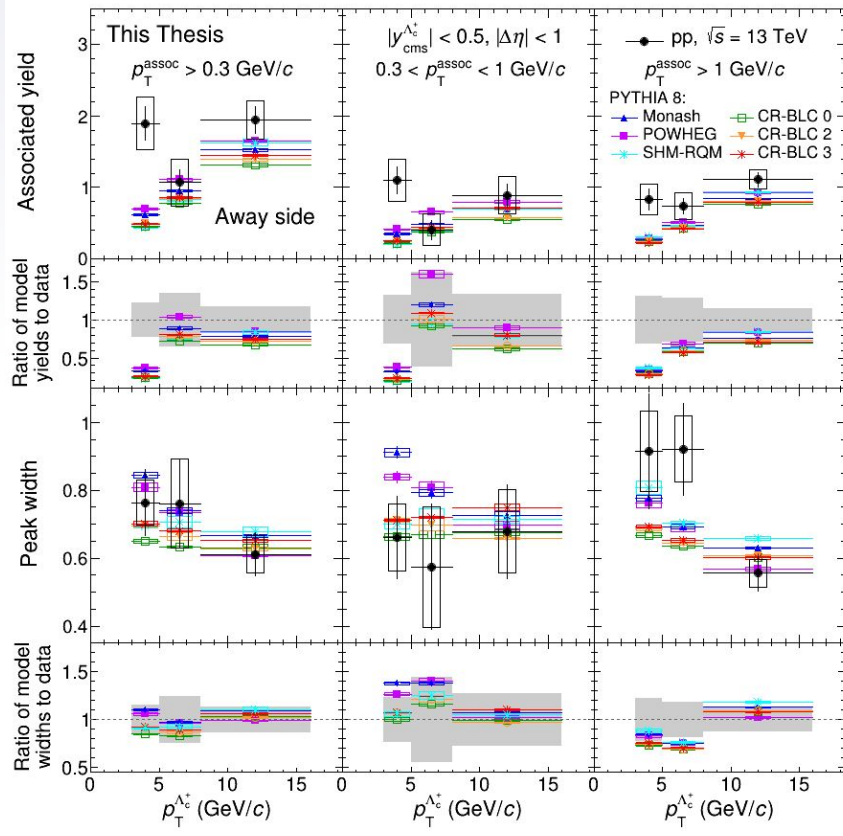 This Thesis
p_T^assoc > 0.3 GeV/c
Away side
|y_cms^Λc+| < 0.5, |Δη| < 1
0.3 < p_T^assoc < 1 GeV/c
pp, √s = 13 TeV
p_T^assoc > 1 GeV/c
PYTHIA 8:
Monash
POWHEG
SHM-RQM
CR-BLC 0
CR-BLC 2
CR-BLC 3
Associated yield
3
2
1
0
Ratio of model
yields to data
1.5
1
0.5
Peak width
1
0.8
0.6
0.4
Ratio of model
widths to data
1.5
1
0.5
0 5 10 15
0 5 10 15
0 5 10 15
p_T^Λc+ (GeV/c)
p_T^Λc+ (GeV/c)
p_T^Λc+ (GeV/c)